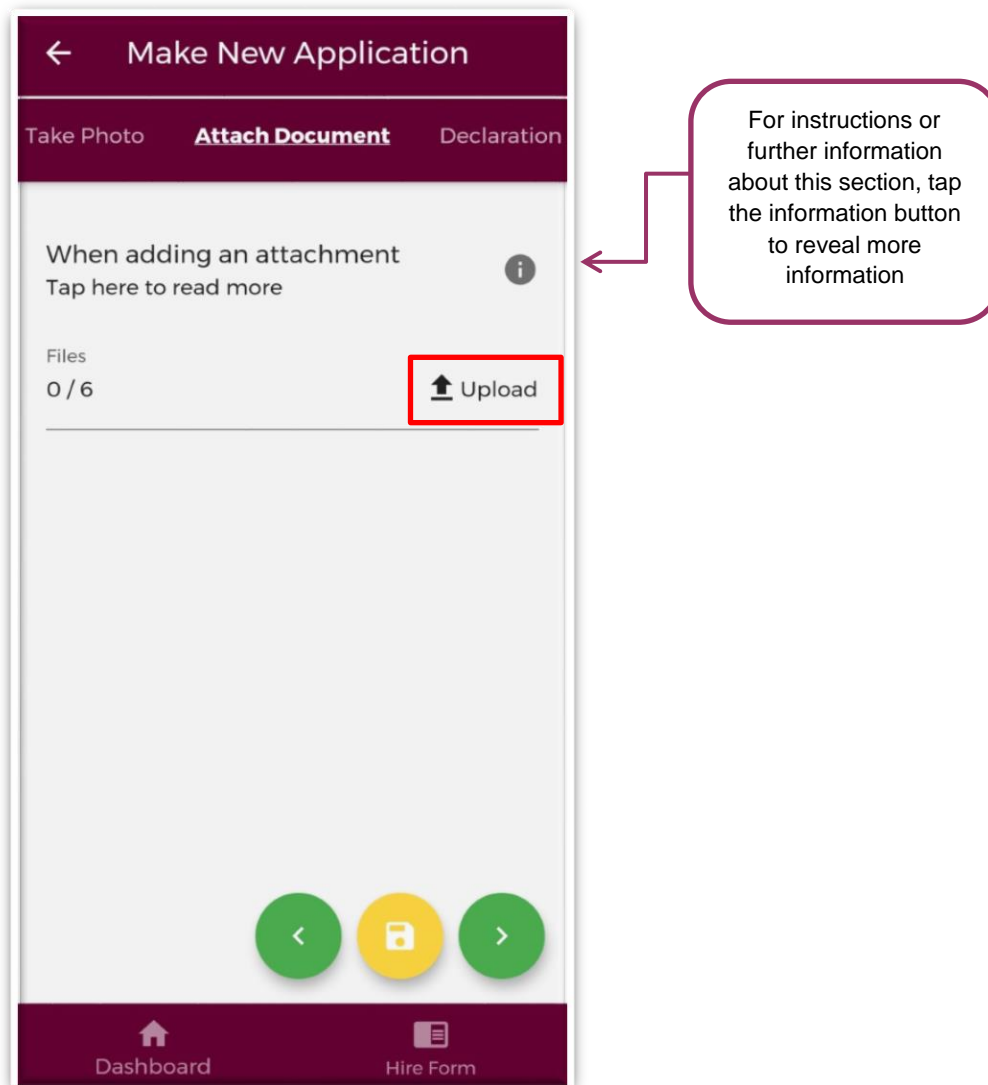 Make New Application
Take Photo
Attach Document
Declaration
When adding an attachment
Tap here to read more
Files
0 / 6
Upload
Dashboard
Hire Form
For instructions or
further information
about this section, tap
the information button
to reveal more
information